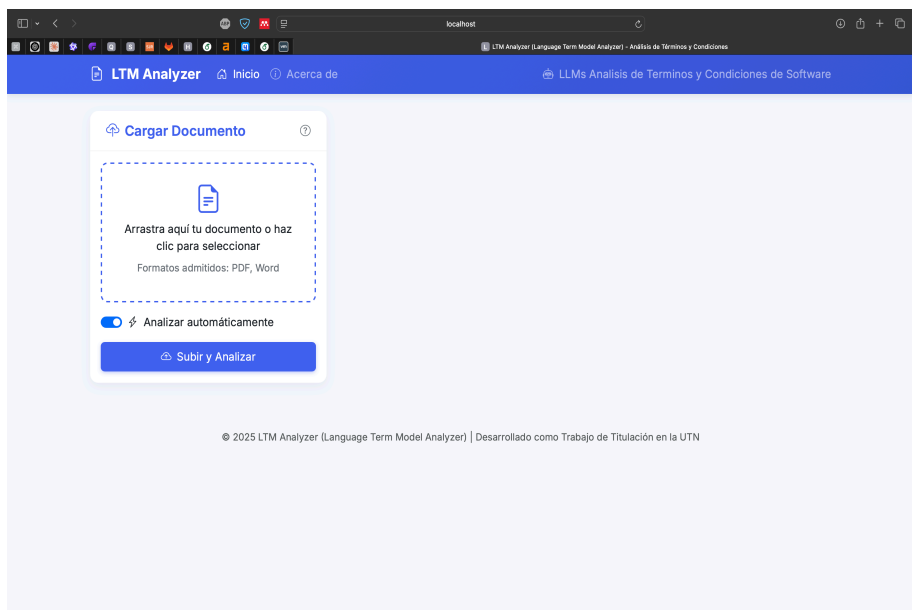 localhost
LTM Analyzer (Language Term Model Analyzer) – Análisis de Términos y Condiciones
LTM Analyzer Inicio Acerca de LLMs Analisis de Terminos y Condiciones de Software
Cargar Documento
Arrastra aquí tu documento o haz
clic para seleccionar
Formatos admitidos: PDF, Word
Analizar automáticamente
Subir y Analizar
© 2025 LTM Analyzer (Language Term Model Analyzer) | Desarrollado como Trabajo de Titulación en la UTN